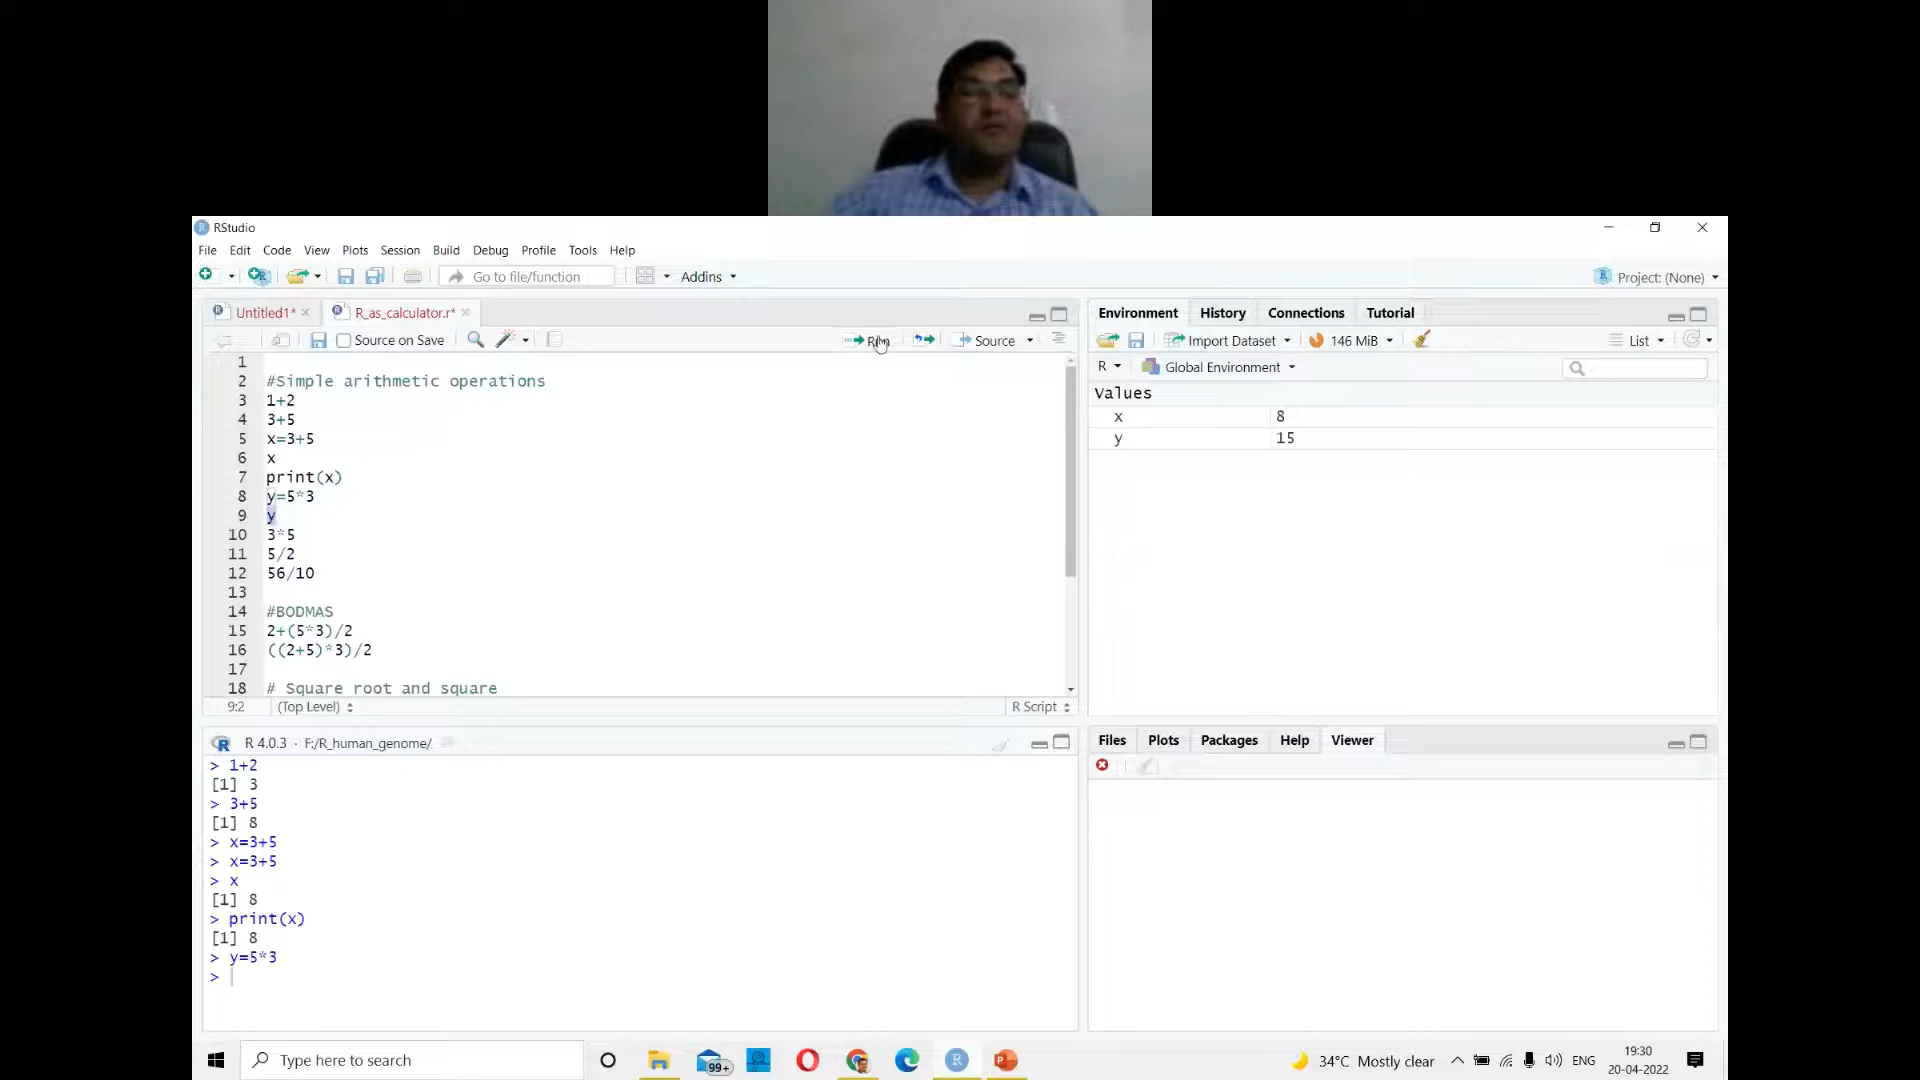 RStudio
File Edit Code View Plots Session Build Debug Profile Tools Help
Go to file/function Addins Project: (None)
Untitled1* R_as_calculator.r*
Source on Save Run Source
1
2 #Simple arithmetic operations
3 1+2
4 3+5
5 x=3+5
6 x
7 print(x)
8 y=5*3
9 y
10 3*5
11 5/2
12 56/10
13
14 #BODMAS
15 2+(5*3)/2
16 ((2+5)*3)/2
17
18 # Square root and square
9:2 (Top Level) R Script
R 4.0.3 · F:/R_human_genome/
> 1+2
[1] 3
> 3+5
[1] 8
> x=3+5
> x=3+5
> x
[1] 8
> print(x)
[1] 8
> y=5*3
>
Environment History Connections Tutorial
Import Dataset 146 MiB List
R Global Environment
Values
x 8
y 15
Files Plots Packages Help Viewer
Type here to search
99+
34°C Mostly clear ENG
19:30
20-04-2022